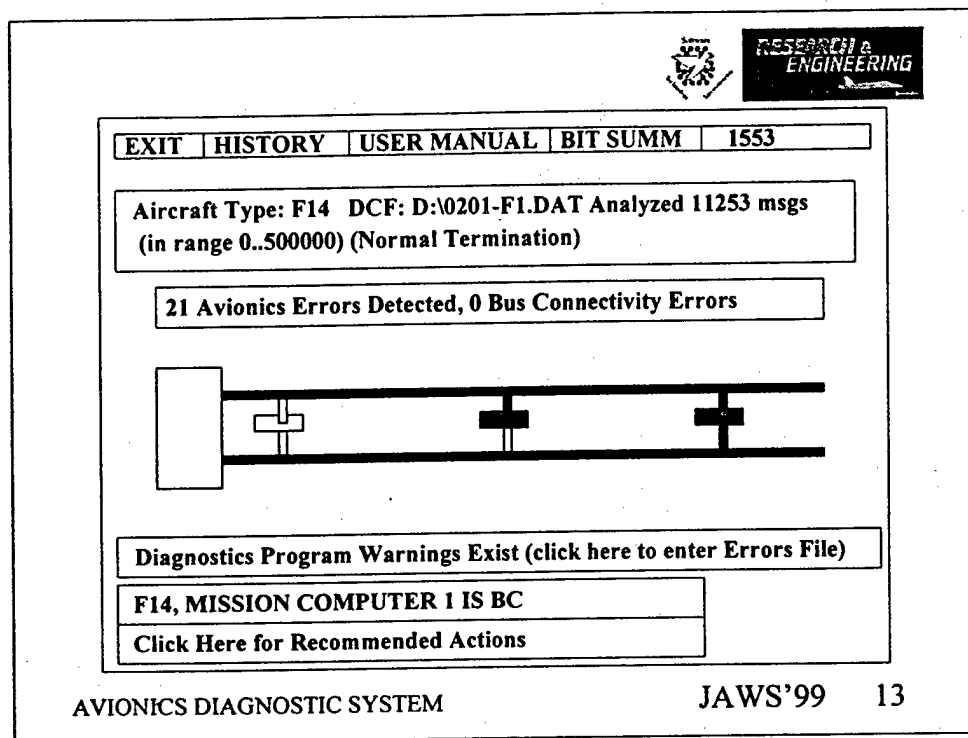 RESEARCH &
ENGINEERING
EXIT HISTORY USER MANUAL BIT SUMM 1553
Aircraft Type: F14 DCF: D:\0201-F1.DAT Analyzed 11253 msgs
(in range 0..500000) (Normal Termination)
21 Avionics Errors Detected, 0 Bus Connectivity Errors
Diagnostics Program Warnings Exist (click here to enter Errors File)
F14, MISSION COMPUTER 1 IS BC
Click Here for Recommended Actions
AVIONICS DIAGNOSTIC SYSTEM JAWS'99 13